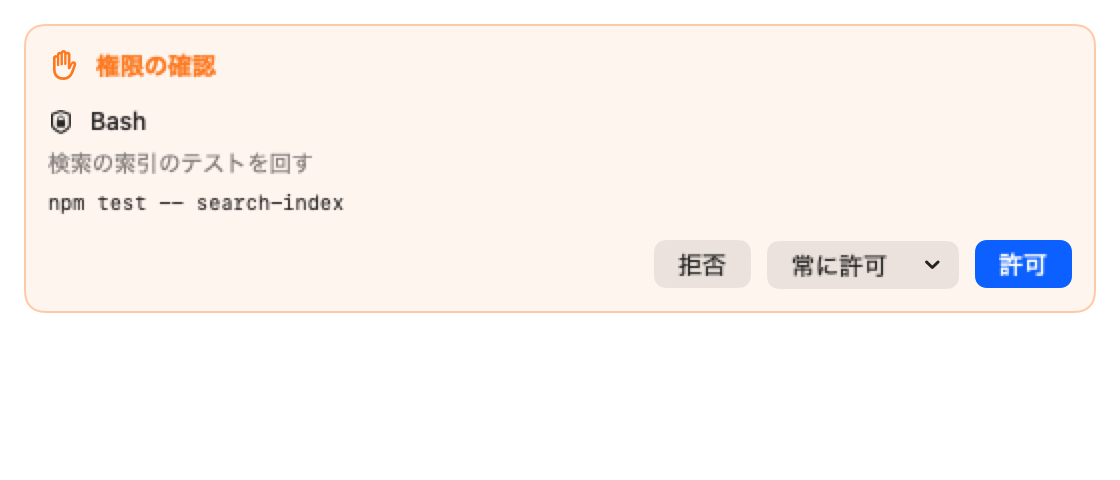 権限の確認
Bash
検索の索引のテストを回す
npm test -- search-index
拒否 常に許可 許可